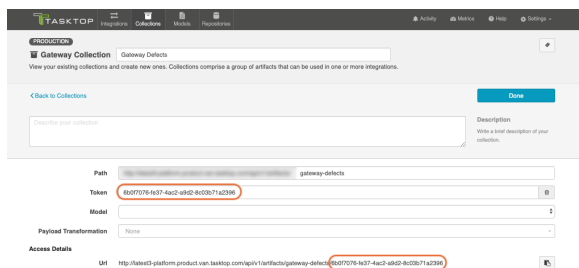 TASKTOP
Integrations Collections Models Repositories
Activity Metrics Help Settings
PRODUCTION
Gateway Collection Gateway Defects
View your existing collections and create new ones. Collections comprise a group of artifacts that can be used in one or more integrations.
Back to Collections Done
Describe your collection Description
Write a brief description of your
collection.
Path gateway-defects
Token 6b0f7076-fe37-4ac2-a9d2-8c03b71a2396
Model
Payload Transformation None
Access Details
Url http://latest3-platform.product.van.tasktop.com/api/v1/artifacts/gateway-defects/6b0f7076-fe37-4ac2-a9d2-8c03b71a2396